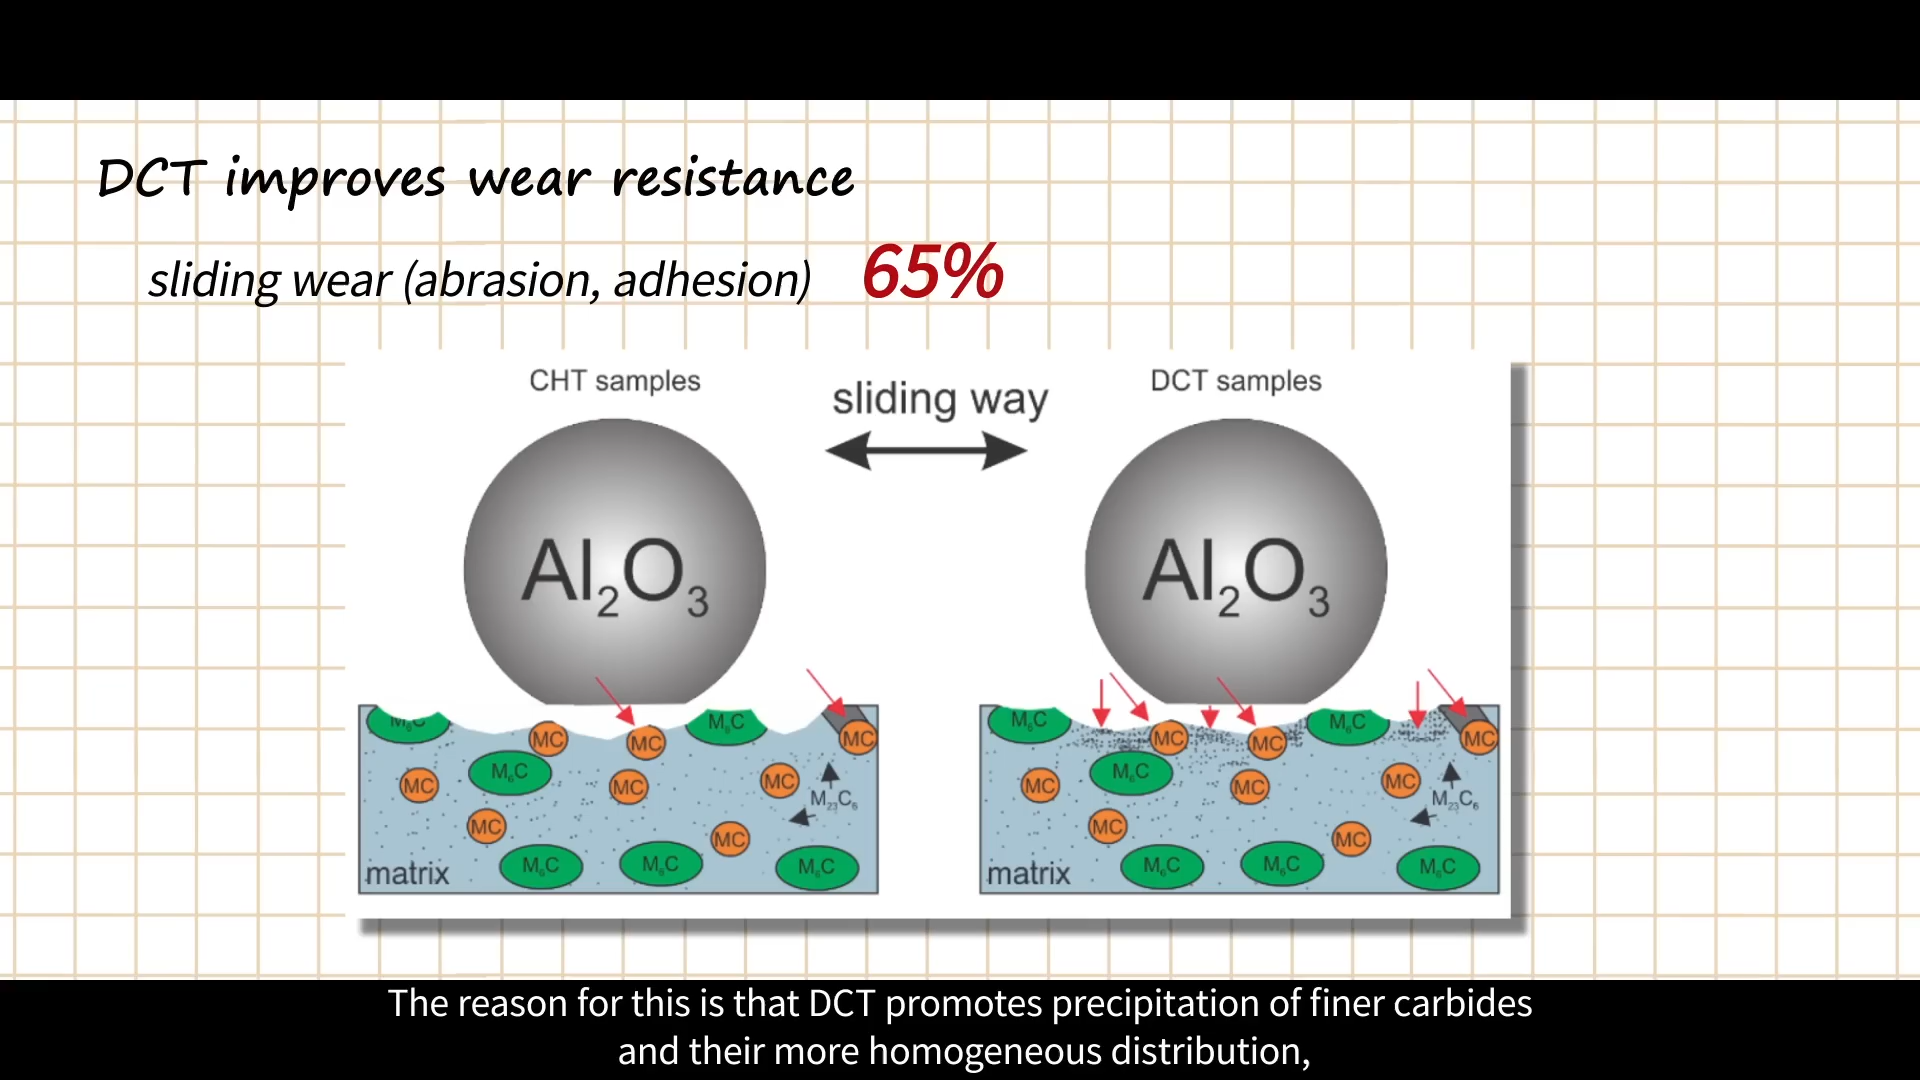 DCT improves wear resistance
sliding wear (abrasion, adhesion) 65%
CHT samples
sliding way
DCT samples
Al₂O₃
Al₂O₃
M₆C
M₆C
MC
MC
MC
M₆C
MC
MC
MC
M₂₃C₆
MC
MC
matrix
M₆C
M₆C
M₆C
M₆C
M₆C
MC
MC
MC
M₆C
MC
MC
MC
M₂₃C₆
MC
MC
matrix
M₆C
M₆C
M₆C
The reason for this is that DCT promotes precipitation of finer carbides
and their more homogeneous distribution,